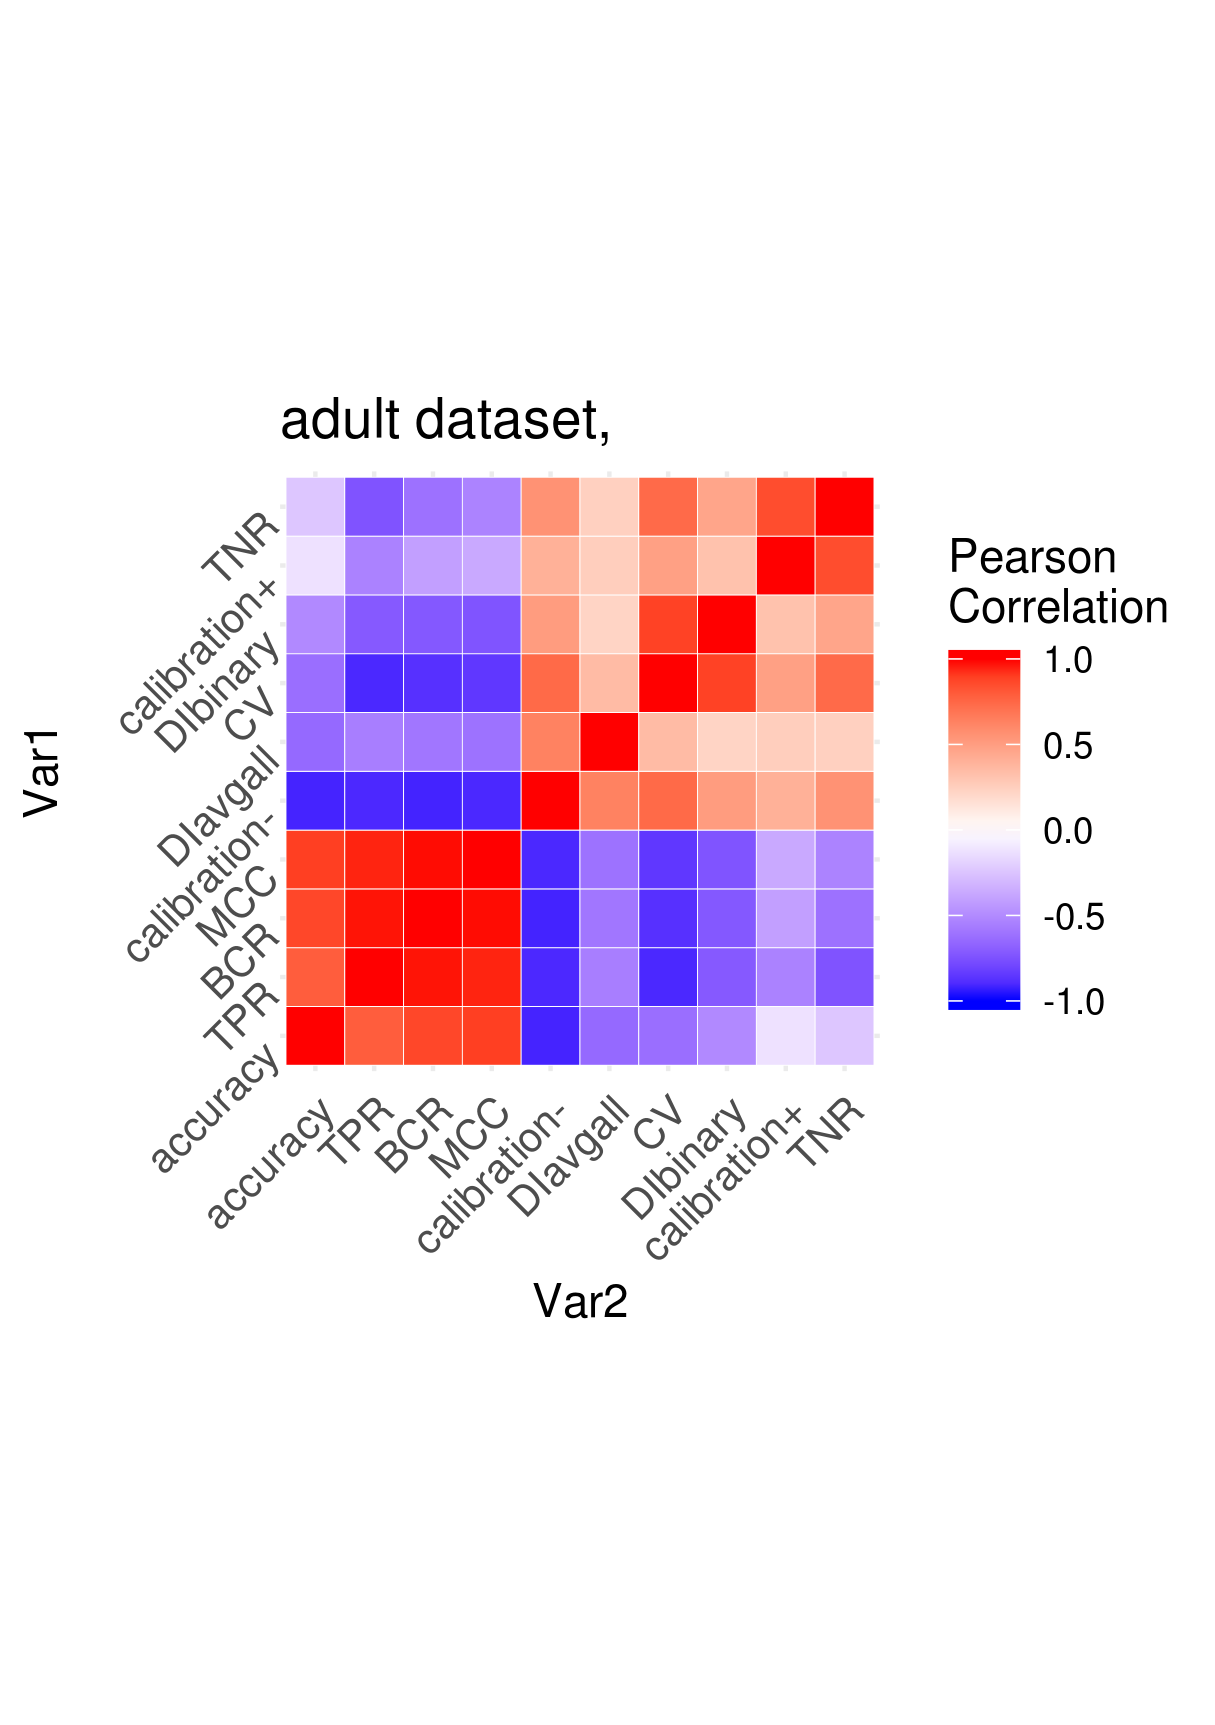 adult dataset,
Var1
TNR
calibration+
DIbinary
CV
DIavgall
calibration-
MCC
BCR
TPR
accuracy
accuracy
TPR
BCR
MCC
calibration-
DIavgall
CV
DIbinary
calibration+
TNR
Var2
Pearson
Correlation
1.0
0.5
0.0
-0.5
-1.0